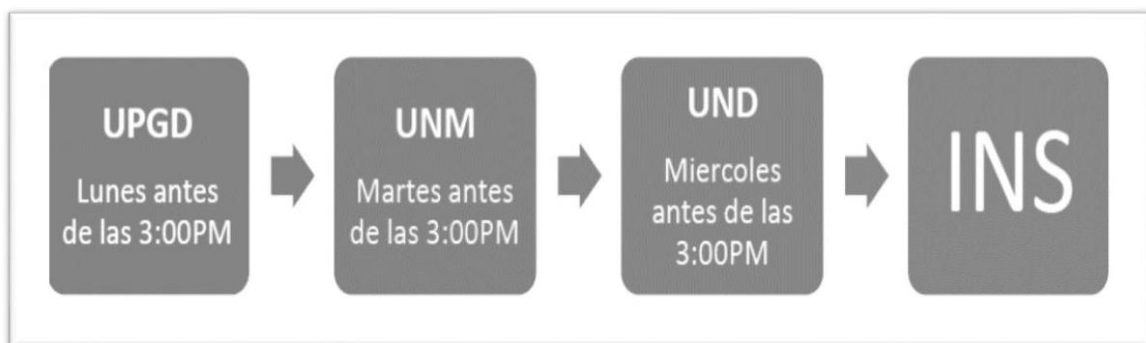 UPGD
Lunes antes
de las 3:00PM
UNM
Martes antes
de las 3:00PM
UND
Miercoles
antes de las
3:00PM
INS